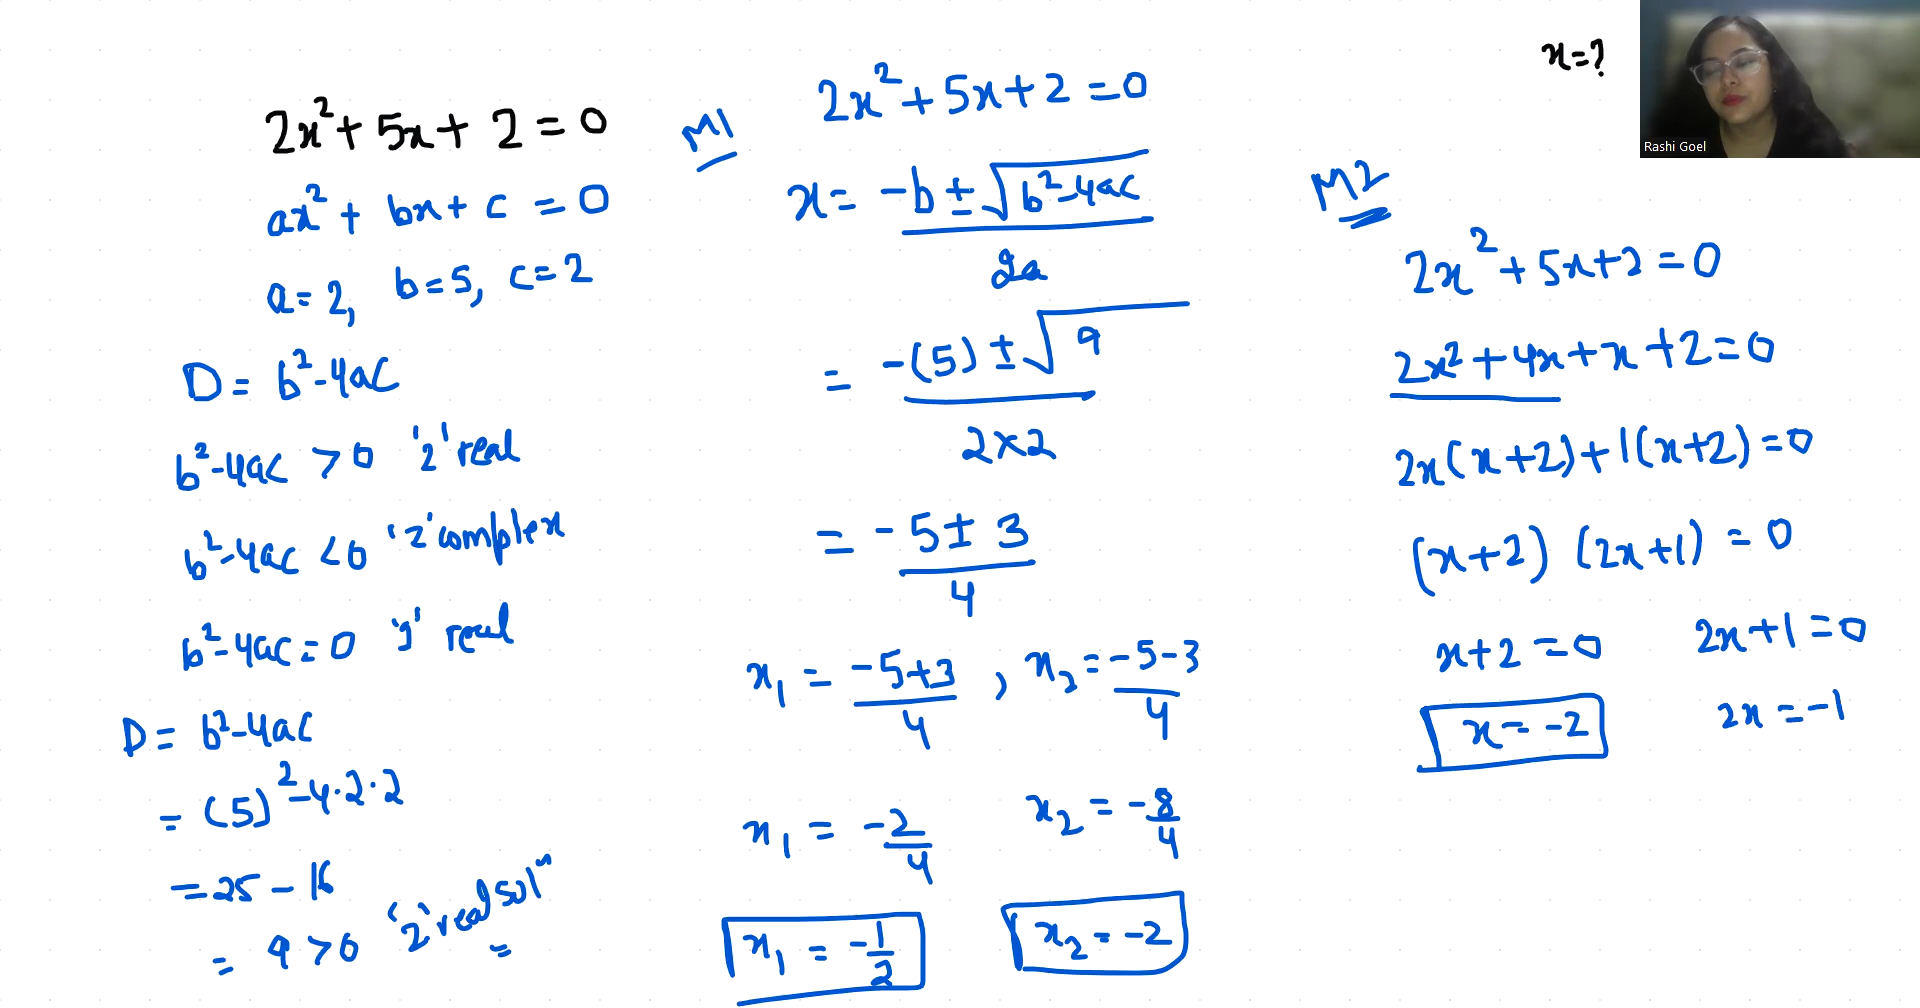 2x²+ 5x + 2 = 0
ax² + bx + c = 0
a = 2, b = 5, c = 2
D = b²-4ac
b²-4ac > 0 '2' real
b²-4ac < 0 '2' complex
b²-4ac = 0 '1' real
D = b²-4ac
= (5)²-4·2·2
= 25 - 16
= 9 > 0 '2' real solⁿ
M1
2x²+ 5x + 2 = 0
x = (-b ± √(b²-4ac))/2a
= (-(5) ± √9)/(2×2)
= (-5 ± 3)/4
x₁ = (-5+3)/4 , x₂ = (-5-3)/4
x₁ = -2/4 x₂ = -8/4
x₁ = -1/2 x₂ = -2
x=?
Rashi Goel
M2
2x² + 5x+2 = 0
2x² + 4x + x + 2 = 0
2x(x+2)+1(x+2) = 0
(x+2) (2x+1) = 0
x+2 = 0 2x+1 = 0
x = -2 2x = -1